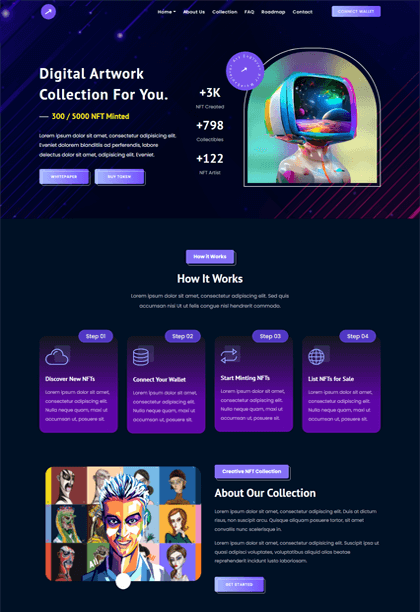 Home
About Us
Collection
FAQ
Roadmap
Contact
CONNECT WALLET
Digital Artwork
Collection For You.
300 / 5000 NFT Minted
Lorem ipsum dolor sit amet, consectetur adipisicing elit.
Eveniet dolorem blanditiis ad perferendis, labore
delectus dolor sit amet, adipisicing elit. Eveniet.
WHITEPAPER
BUY TOKEN
+3K
NFT Created
+798
Collectibles
+122
NFT Artist
How It Works
How It Works
Lorem ipsum dolor sit amet, consectetur adipisicing elit. Sed quis
accumsan nisi Ut ut felis congue nisl hendrerit commodo.
Step 01
Discover New NFTs
Lorem ipsum dolor sit amet,
consectetur adipisicing elit.
Nulla neque quam, maxi ut
accumsan ut, posuere sit.
Step 02
Connect Your Wallet
Lorem ipsum dolor sit amet,
consectetur adipisicing elit.
Nulla neque quam, maxi ut
accumsan ut, posuere sit.
Step 03
Start Minting NFTs
Lorem ipsum dolor sit amet,
consectetur adipisicing elit.
Nulla neque quam, maxi ut
accumsan ut, posuere sit.
Step 04
List NFTs for Sale
Lorem ipsum dolor sit amet,
consectetur adipisicing elit.
Nulla neque quam, maxi ut
accumsan ut, posuere sit.
Creative NFT Collection
About Our Collection
Lorem ipsum dolor sit amet, consectetur adipiscing elit. Duis at dictum
risus, non suscipit arcu. Quisque aliquam posuere tortor, sit amet
convallis nunc scelerisque in.
Lorem ipsum dolor sit amet, consectetur adipisicing elit. Suscipit ipsa ut
quasi adipisci voluptates, voluptatibus aliquid beatae
reprehenderit incidunt iusto laboriosam.
GET STARTED